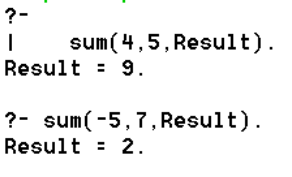 ?-
|    sum(4,5,Result).
Result = 9.
?- sum(-5,7,Result).
Result = 2.